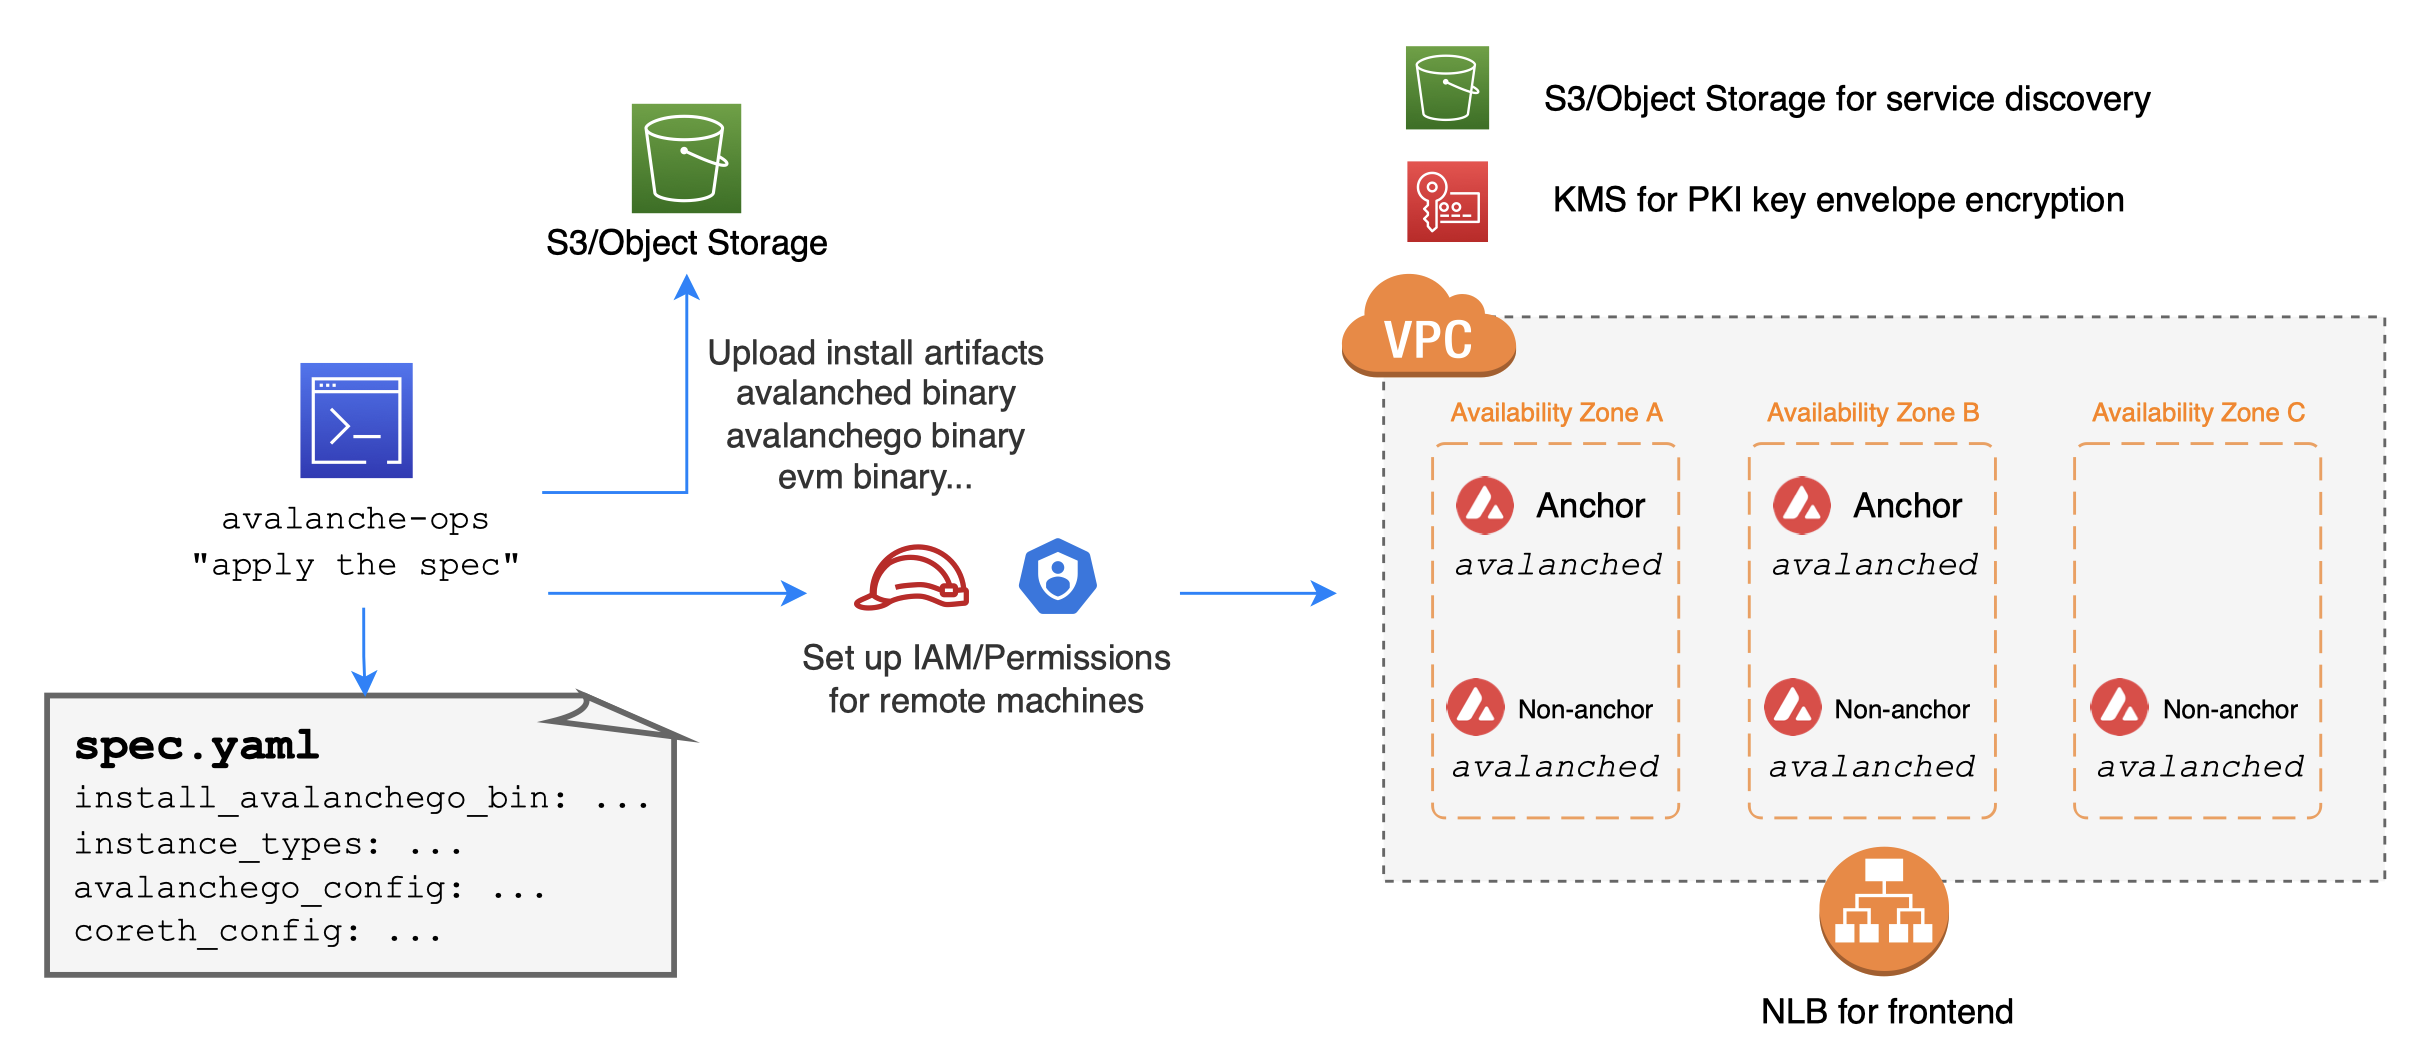 S3/Object Storage
Upload install artifacts
avalanched binary
avalanchego binary
evm binary...
avalanche-ops
"apply the spec"
Set up IAM/Permissions
for remote machines
spec.yaml
install_avalanchego_bin: ...
instance_types: ...
avalanchego_config: ...
coreth_config: ...
S3/Object Storage for service discovery
KMS for PKI key envelope encryption
VPC
Availability Zone A
Anchor
avalanched
Non-anchor
avalanched
Availability Zone B
Anchor
avalanched
Non-anchor
avalanched
Availability Zone C
Non-anchor
avalanched
NLB for frontend